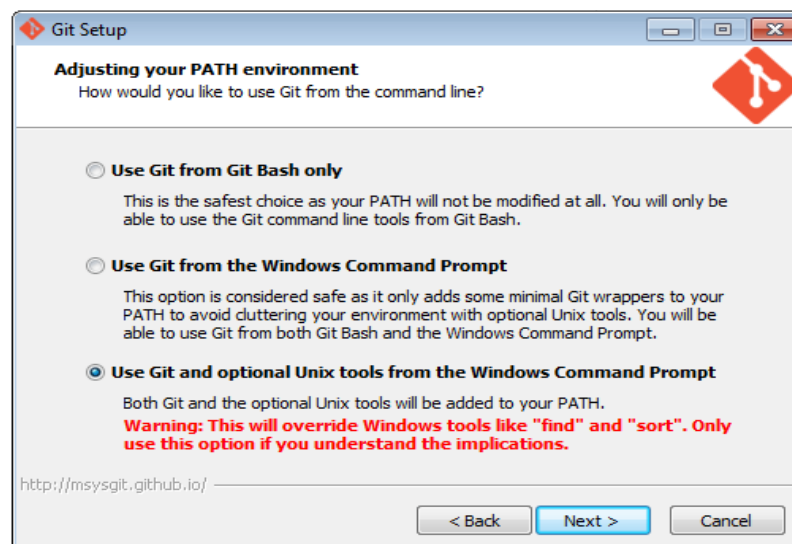 Git Setup
Adjusting your PATH environment
How would you like to use Git from the command line?
Use Git from Git Bash only
This is the safest choice as your PATH will not be modified at all. You will only be
able to use the Git command line tools from Git Bash.
Use Git from the Windows Command Prompt
This option is considered safe as it only adds some minimal Git wrappers to your
PATH to avoid cluttering your environment with optional Unix tools. You will be
able to use Git from both Git Bash and the Windows Command Prompt.
Use Git and optional Unix tools from the Windows Command Prompt
Both Git and the optional Unix tools will be added to your PATH.
Warning: This will override Windows tools like "find" and "sort". Only
use this option if you understand the implications.
http://msysgit.github.io/
< Back Next > Cancel